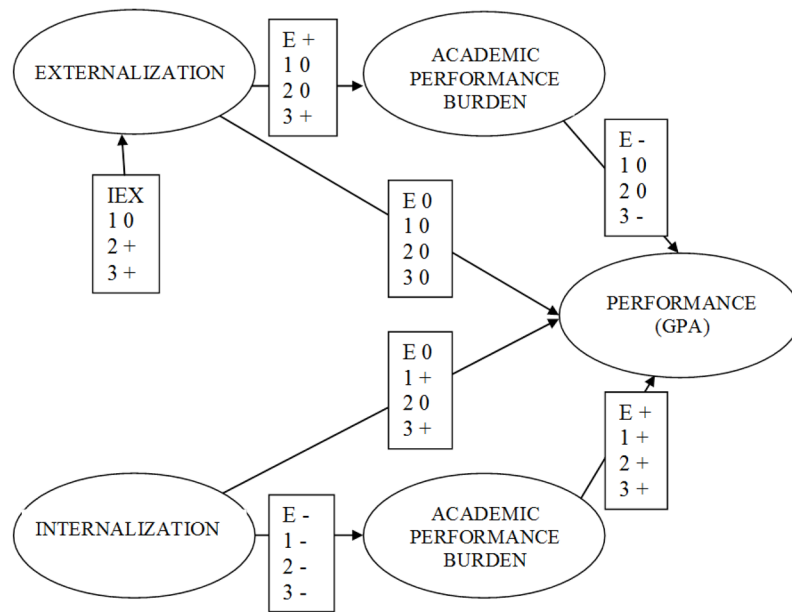 EXTERNALIZATION
E +
1 0
2 0
3 +
ACADEMIC
PERFORMANCE
BURDEN
E -
1 0
2 0
3 -
IEX
1 0
2 +
3 +
E 0
1 0
2 0
3 0
PERFORMANCE
(GPA)
E 0
1 +
2 0
3 +
E +
1 +
2 +
3 +
INTERNALIZATION
E -
1 -
2 -
3 -
ACADEMIC
PERFORMANCE
BURDEN